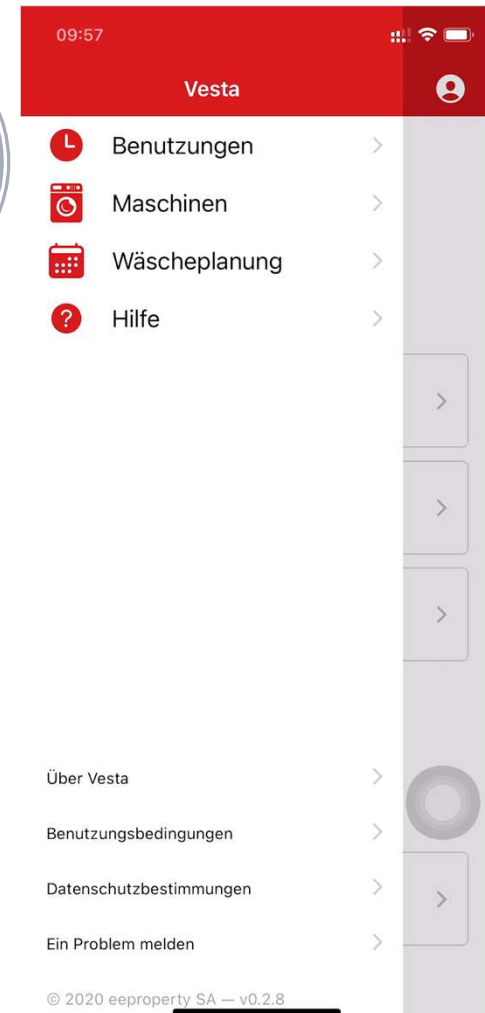 09:57
Vesta
Benutzungen
Maschinen
Wäscheplanung
Hilfe
Über Vesta
Benutzungsbedingungen
Datenschutzbestimmungen
Ein Problem melden
© 2020 eeproperty SA — v0.2.8